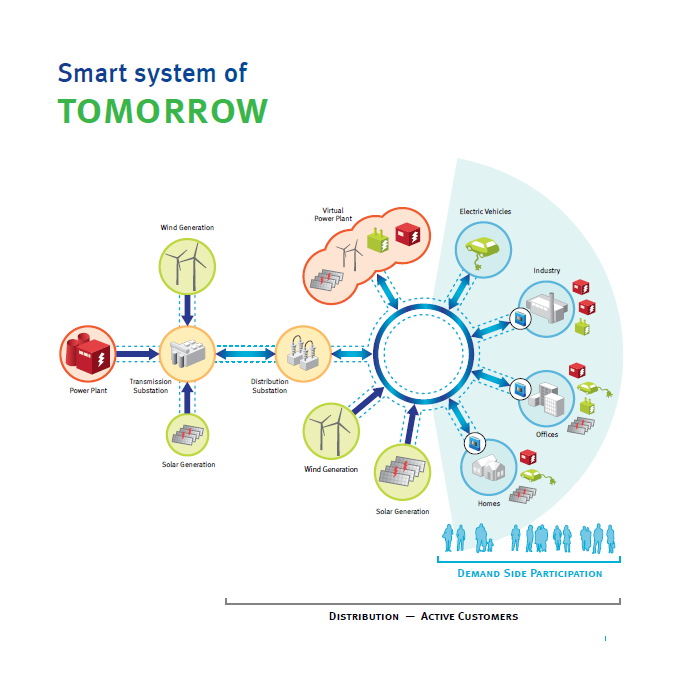 Smart system of
TOMORROW
Virtual
Power Plant
Electric Vehicles
Wind Generation
Industry
Power Plant
Transmission
Substation
Distribution
Substation
Offices
Solar Generation
Wind Generation
Homes
Solar Generation
DEMAND SIDE PARTICIPATION
DISTRIBUTION — ACTIVE CUSTOMERS